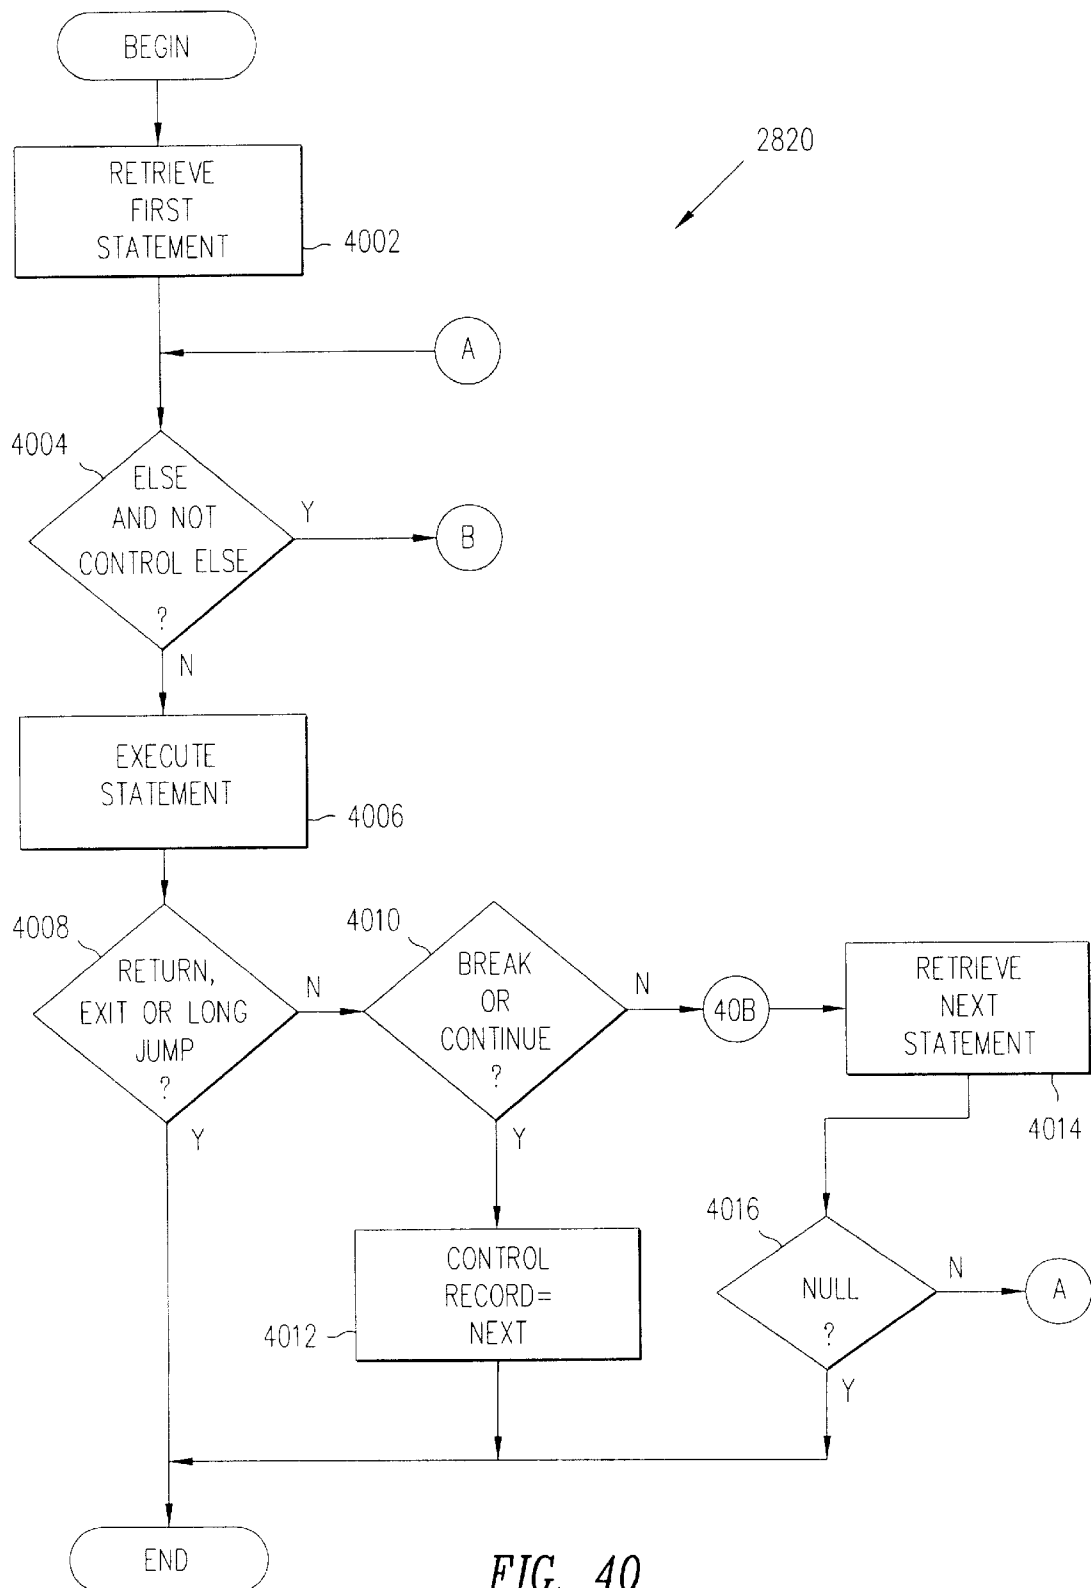 BEGIN
2820
RETRIEVE
FIRST
STATEMENT
4002
A
4004
ELSE
AND NOT
CONTROL ELSE
?
Y
B
N
EXECUTE
STATEMENT
4006
4008
RETURN,
EXIT OR LONG
JUMP
?
N
Y
4010
BREAK
OR
CONTINUE
?
N
Y
40B
RETRIEVE
NEXT
STATEMENT
4014
4012
CONTROL
RECORD=
NEXT
4016
NULL
?
N
A
Y
END
FIG. 40